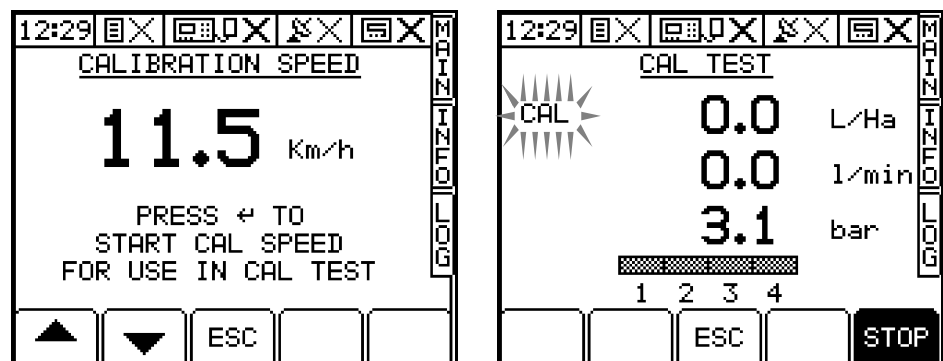 12:29
CALIBRATION SPEED
11.5 Km/h
PRESS ↵ TO
START CAL SPEED
FOR USE IN CAL TEST
ESC
MAIN
INFO
LOG
12:29
CAL TEST
CAL
0.0 L/Ha
0.0 l/min
3.1 bar
1 2 3 4
ESC
STOP
MAIN
INFO
LOG